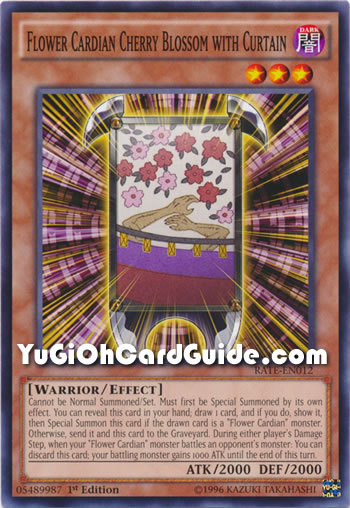 FLOWER CARDIAN CHERRY BLOSSOM WITH CURTAIN
DARK
闇
YuGiOhCardGuide.com
RATE-EN012
[WARRIOR/EFFECT]
Cannot be Normal Summoned/Set. Must first be Special Summoned by its own
effect. You can reveal this card in your hand; draw 1 card, and if you do, show it,
then Special Summon this card if the drawn card is a "Flower Cardian" monster.
Otherwise, send it and this card to the Graveyard. During either player's Damage
Step, when your "Flower Cardian" monster battles an opponent's monster: You can
discard this card; your battling monster gains 1000 ATK until the end of this turn.
ATK/2000 DEF/2000
05489987 1st Edition ©1996 KAZUKI TAKAHASHI